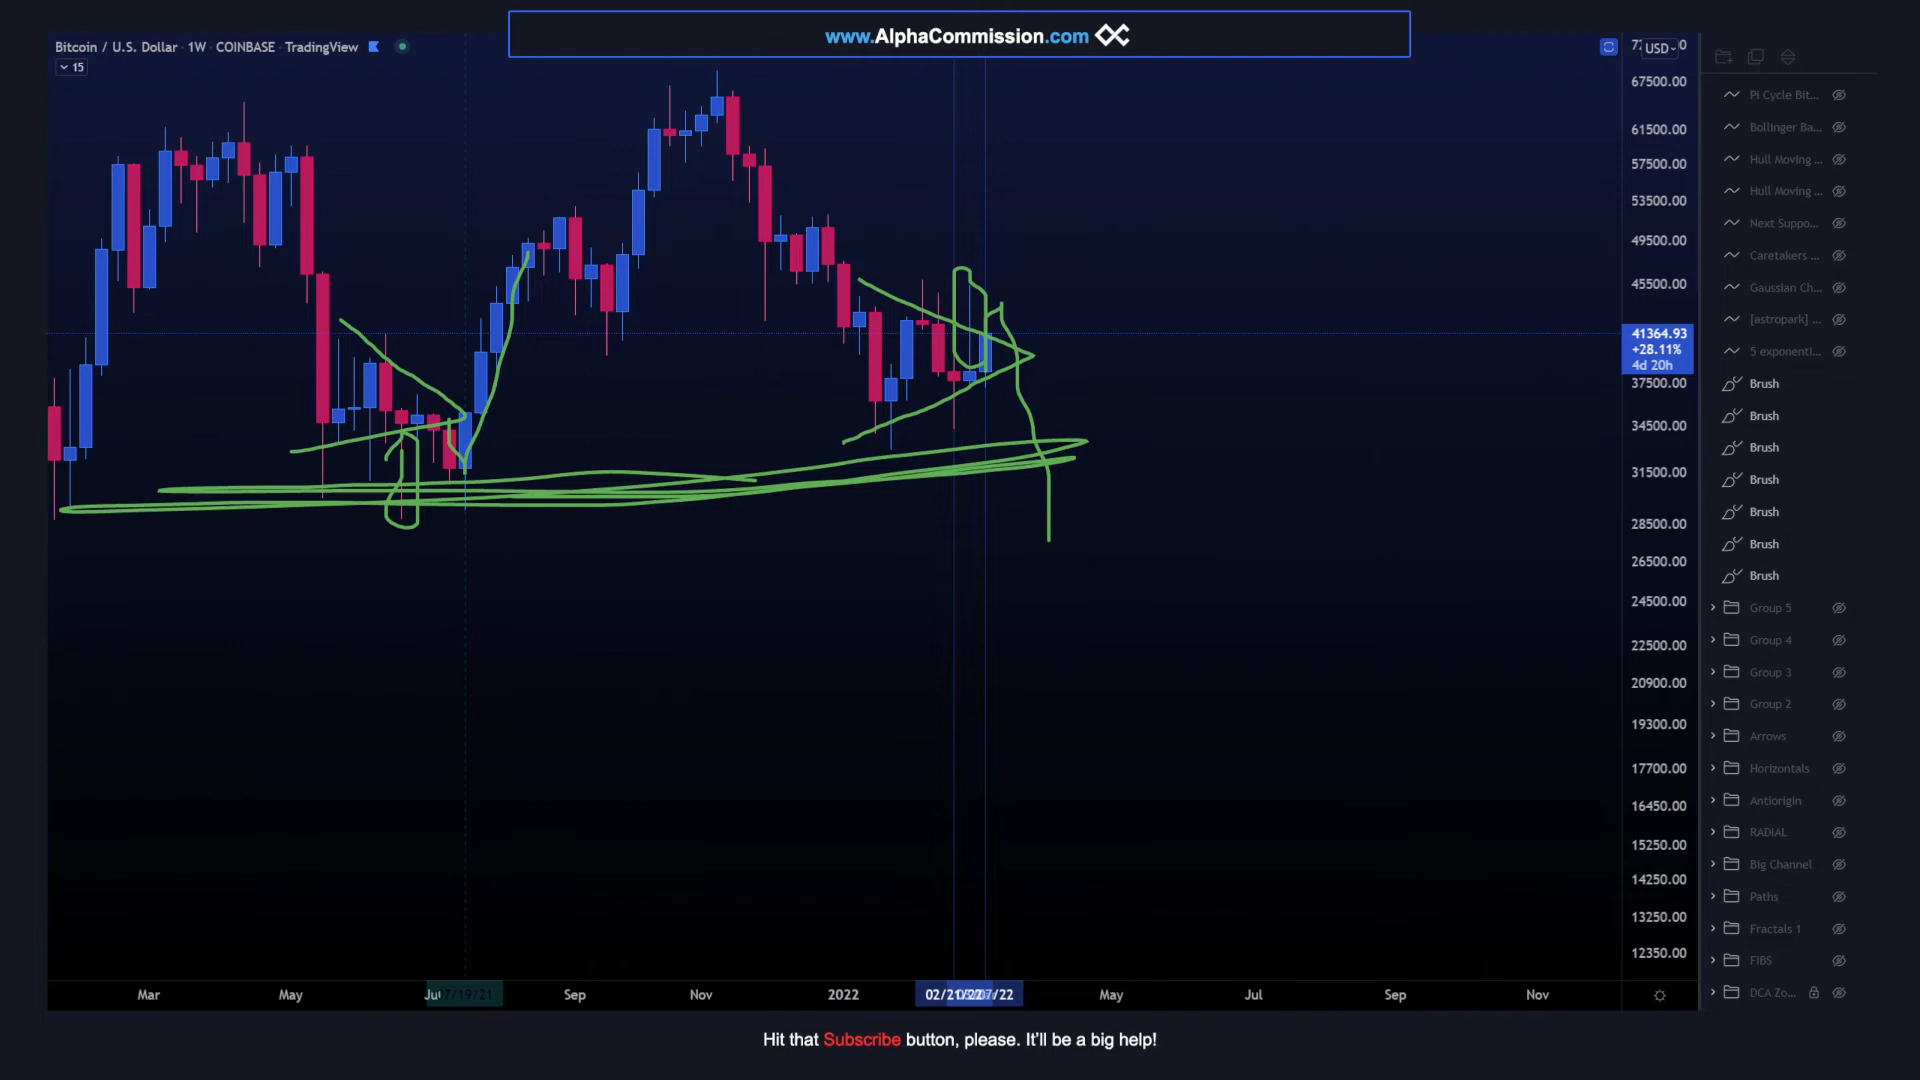 www.AlphaCommission.com
Bitcoin / U.S. Dollar · 1W · COINBASE · TradingView
15
USD
67500.00
61500.00
57500.00
53500.00
49500.00
45500.00
41364.93
+28.11%
4d 20h
37500.00
34500.00
31500.00
28500.00
26500.00
24500.00
22500.00
20900.00
19300.00
17700.00
16450.00
15250.00
14250.00
13250.00
12350.00
Mar May Sep Nov 2022 02/21/22 May Jul Sep Nov
Pi Cycle Bit...
Bollinger Ba...
Hull Moving ...
Hull Moving ...
Next Suppo...
Caretakers ...
Gaussian Ch...
[astropark] ...
5 exponenti...
Brush
Brush
Brush
Brush
Brush
Brush
Brush
Group 5
Group 4
Group 3
Group 2
Arrows
Horizontals
Antiorigin
RADIAL
Big Channel
Paths
Fractals 1
FIBS
DCA Zo...
Hit that Subscribe button, please. It'll be a big help!